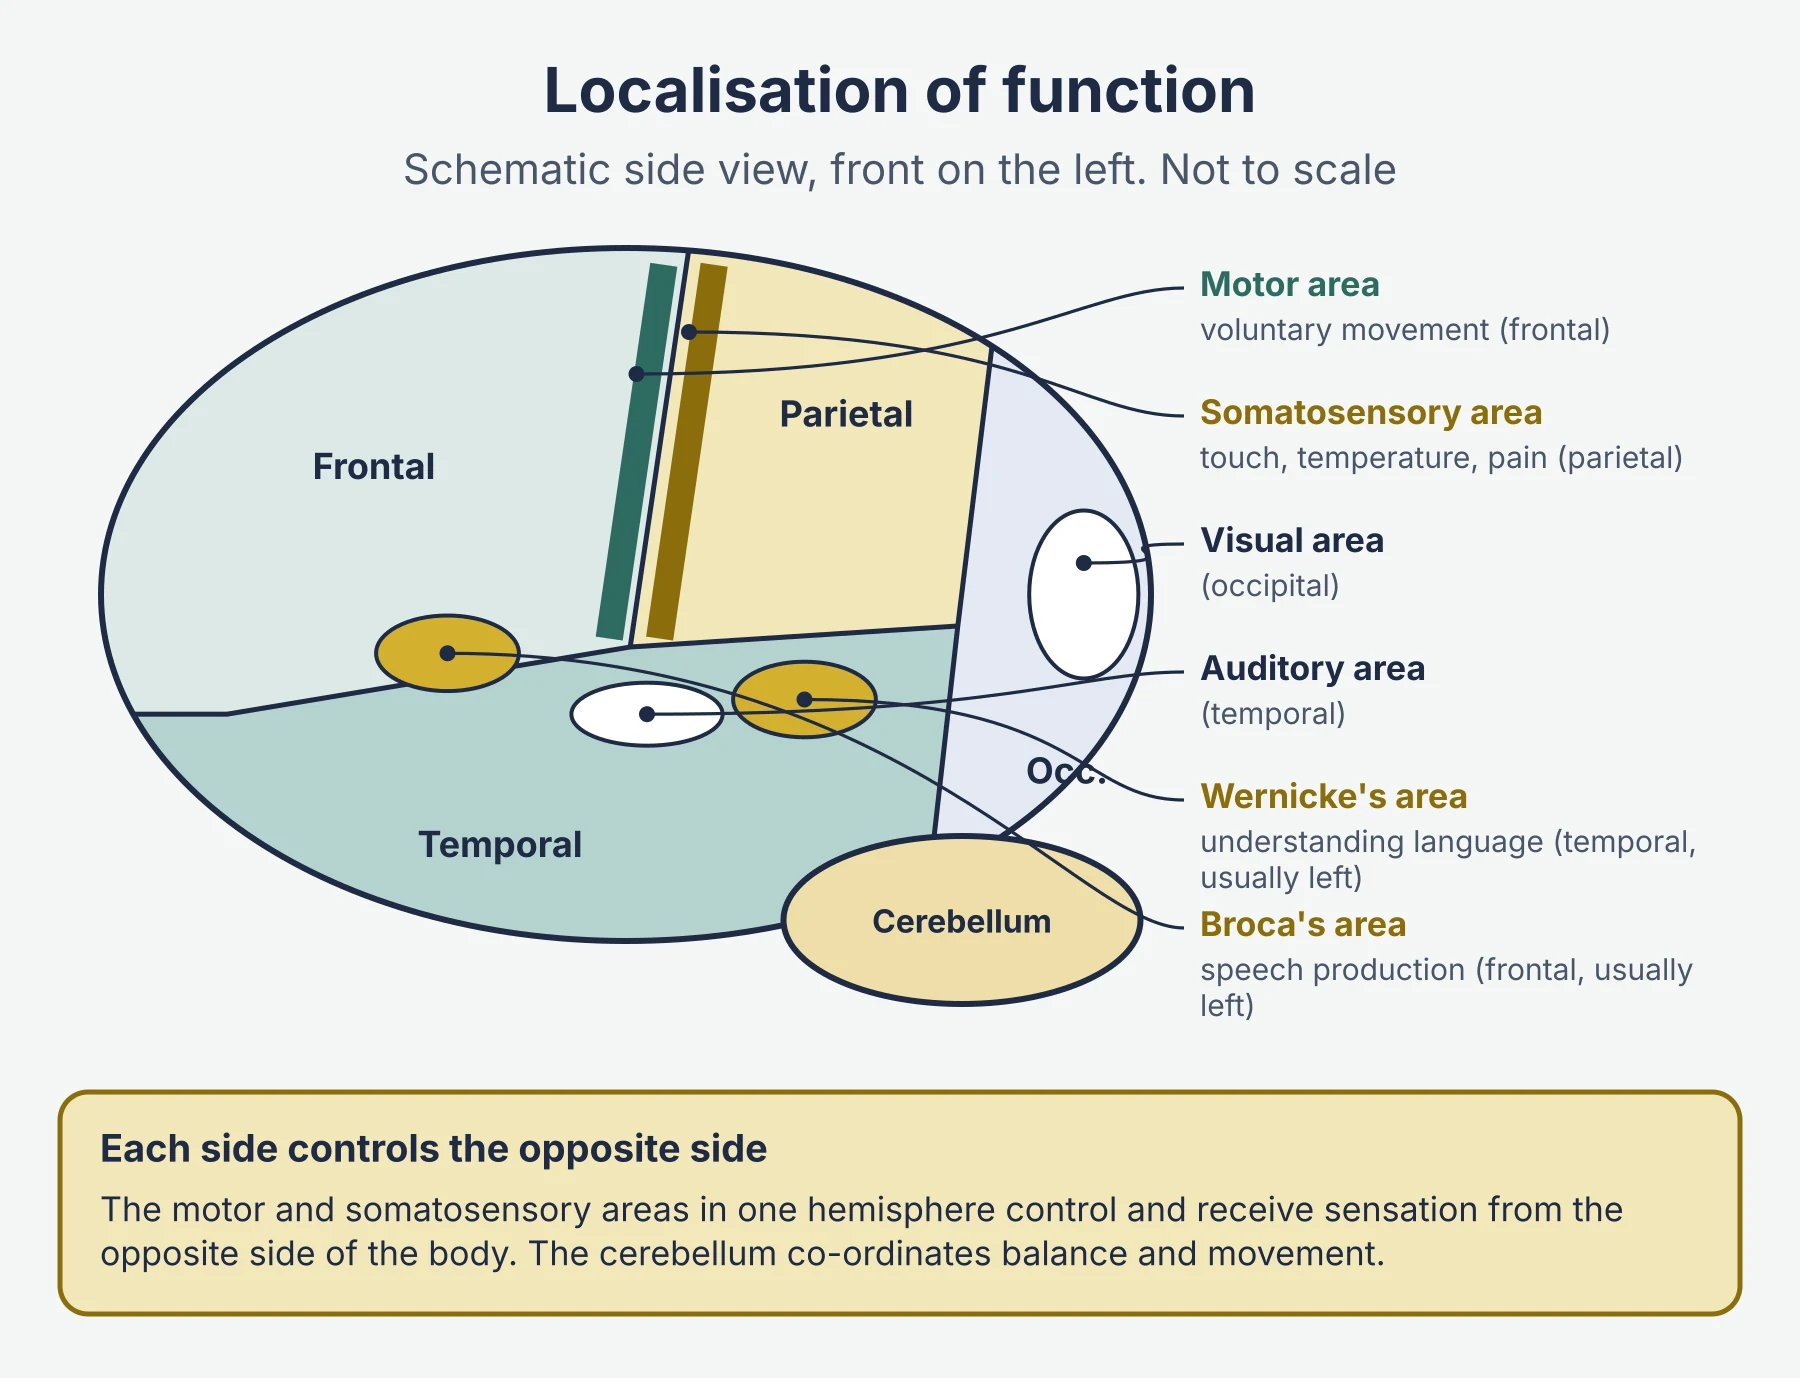 Localisation of function
Schematic side view, front on the left. Not to scale
Motor area
voluntary movement (frontal)
Somatosensory area
touch, temperature, pain (parietal)
Parietal
Frontal
Visual area
(occipital)
Auditory area
(temporal)
Occ.
Wernicke's area
understanding language (temporal,
usually left)
Temporal
Cerebellum
Broca's area
speech production (frontal, usually
left)
Each side controls the opposite side
The motor and somatosensory areas in one hemisphere control and receive sensation from the
opposite side of the body. The cerebellum co-ordinates balance and movement.